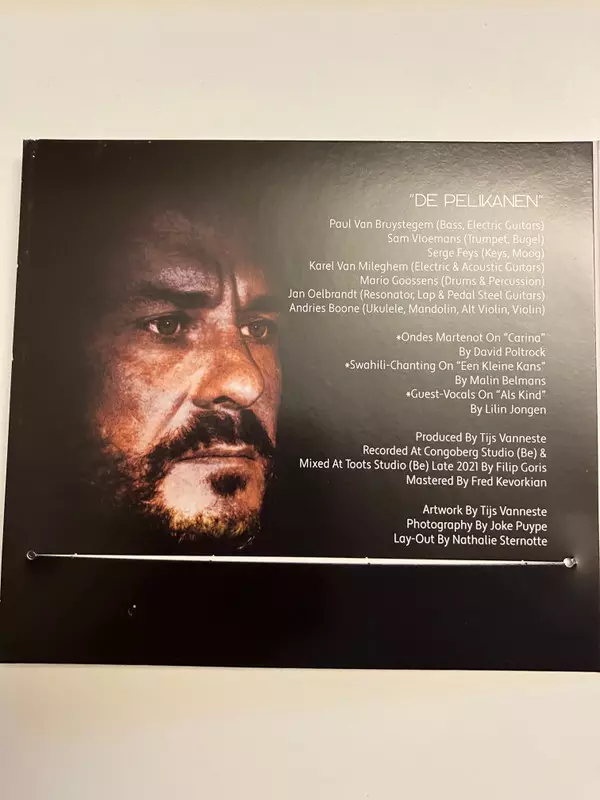 "DE PELIKANEN"
Paul Van Bruystegem (Bass, Electric Guitars)
Sam Vloemans (Trumpet, Bugel)
Serge Feys (Keys, Moog)
Karel Van Mileghem (Electric & Acoustic Guitars)
Mario Goossens (Drums & Percussion)
Jan Oelbrandt (Resonator, Lap & Pedal Steel Guitars)
Andries Boone (Ukulele, Mandolin, Alt Violin, Violin)
*Ondes Martenot On "Carina"
By David Poltrock
*Swahili-Chanting On "Een Kleine Kans"
By Malin Belmans
*Guest-Vocals On "Als Kind"
By Lilin Jongen
Produced By Tijs Vanneste
Recorded At Congoberg Studio (Be) &
Mixed At Toots Studio (Be) Late 2021 By Filip Goris
Mastered By Fred Kevorkian
Artwork By Tijs Vanneste
Photography By Joke Puype
Lay-Out By Nathalie Sternotte